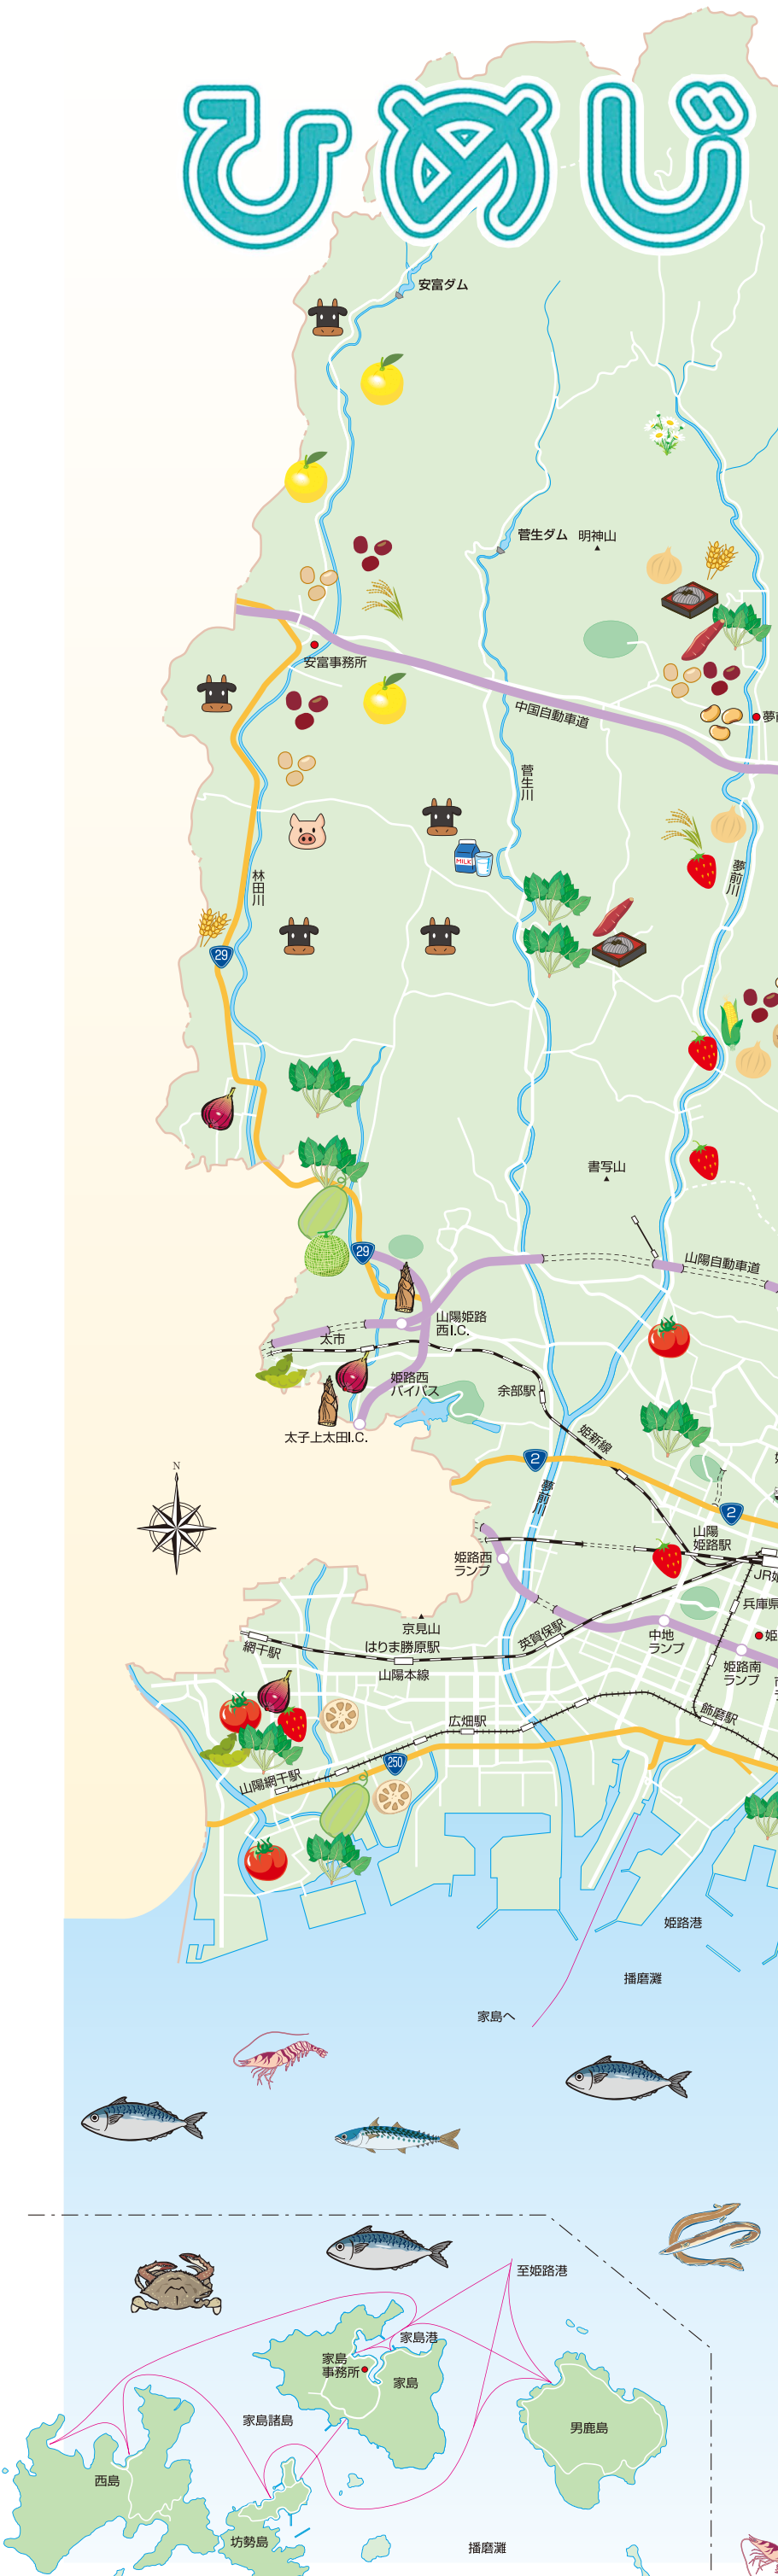 ひめじ
安富ダム
菅生ダム
明神山
安富事務所
夢前
中国自動車道
菅生川
MILK
林田川
夢前川
29
書写山
29
山陽自動車道
山陽姫路
西I.C.
太市
姫路西
バイパス
余部駅
太子上太田I.C.
姫新線
2
N
夢前川
2
山陽
姫路駅
姫路西
ランプ
JR姫
兵庫県
京見山
英賀保駅
中地
ランプ
姫
網干駅
はりま勝原駅
山陽本線
姫路南
ランプ
広畑駅
飾磨駅
250
山陽網干駅
姫路港
播磨灘
家島へ
至姫路港
家島港
家島
事務所
家島
家島諸島
男鹿島
西島
坊勢島
播磨灘